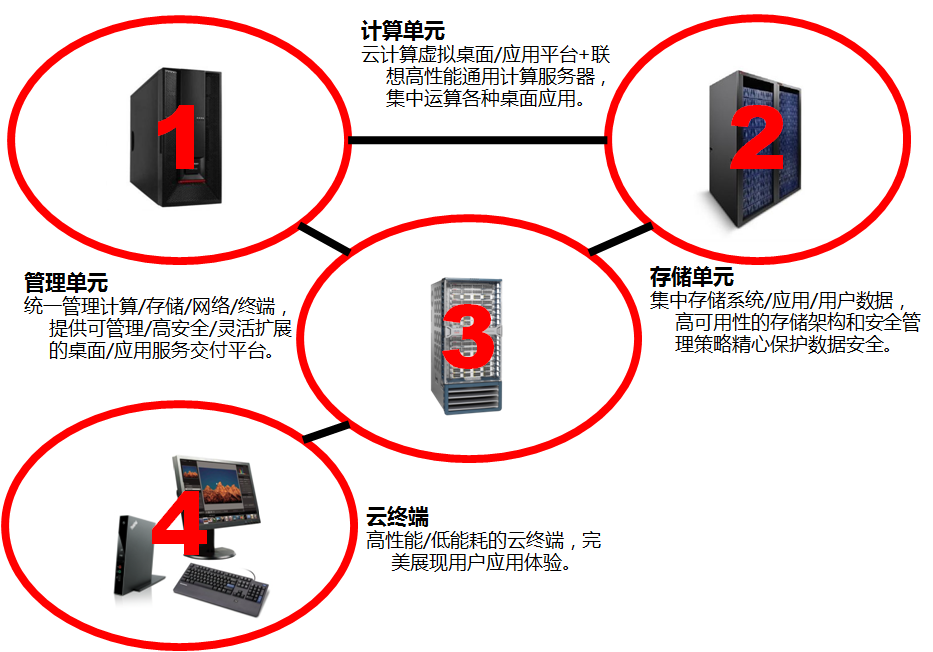 计算单元
云计算虚拟桌面/应用平台+联
想高性能通用计算服务器，
集中运算各种桌面应用。
1
2
管理单元
统一管理计算/存储/网络/终端，
提供可管理/高安全/灵活扩展
的桌面/应用服务交付平台。
3
存储单元
集中存储系统/应用/用户数据，
高可用性的存储架构和安全管
理策略精心保护数据安全。
4
云终端
高性能/低能耗的云终端，完
美展现用户应用体验。